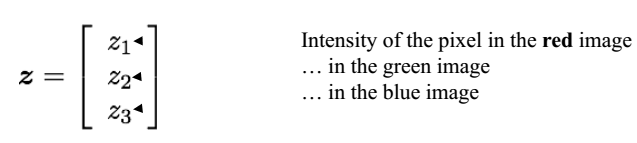 z = [ z1
z2
z3 ]
Intensity of the pixel in the red image
… in the green image
… in the blue image